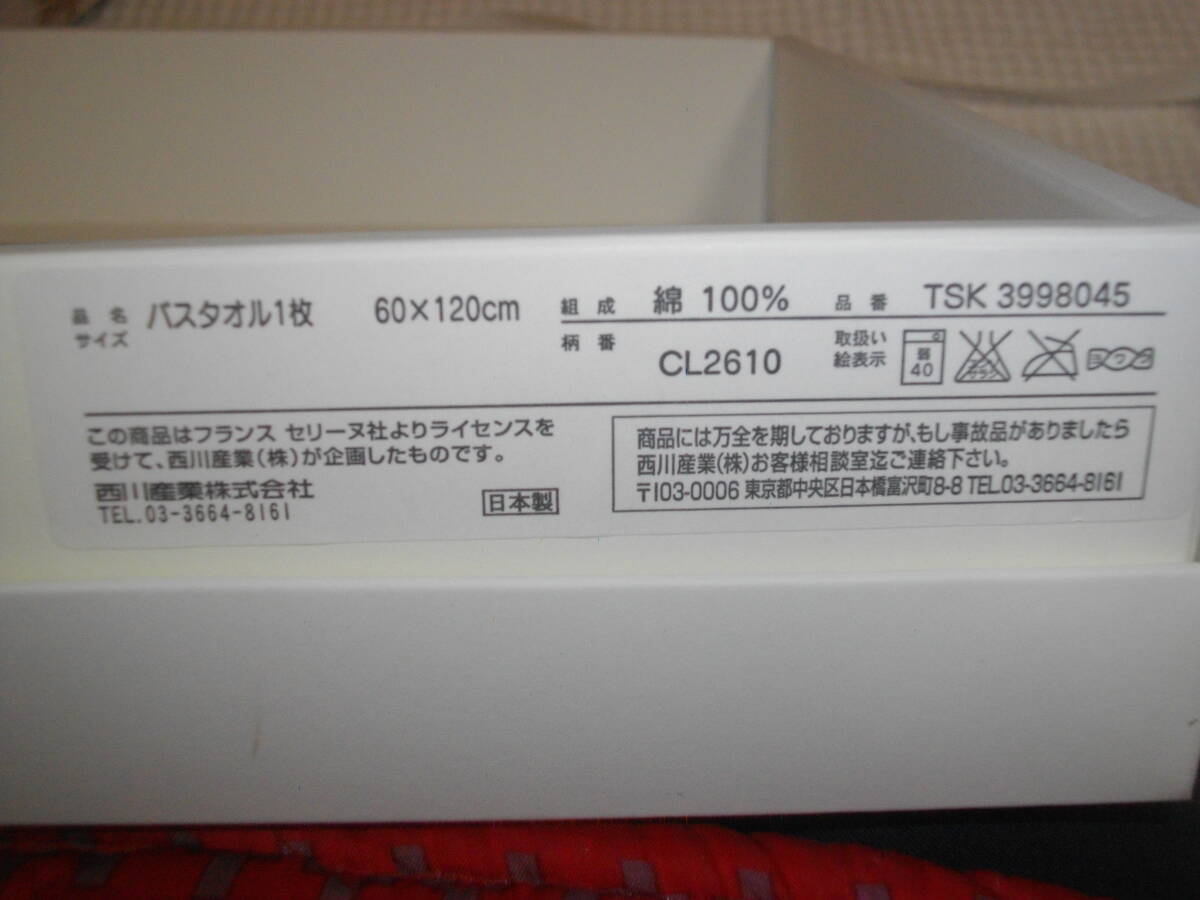 品名 バスタオル1枚 60×120cm
サイズ
組成 綿 100% 品番 TSK 3998045
柄番 CL2610
取扱い
絵表示
弱
40
エンソ
サラシ
この商品はフランス セリーヌ社よりライセンスを
受けて、西川産業(株)が企画したものです。
西川産業株式会社
TEL.03-3664-8161
日本製
商品には万全を期しておりますが、もし事故品がありましたら
西川産業(株)お客様相談室迄ご連絡下さい。
〒103-0006 東京都中央区日本橋富沢町8-8 TEL.03-3664-8161